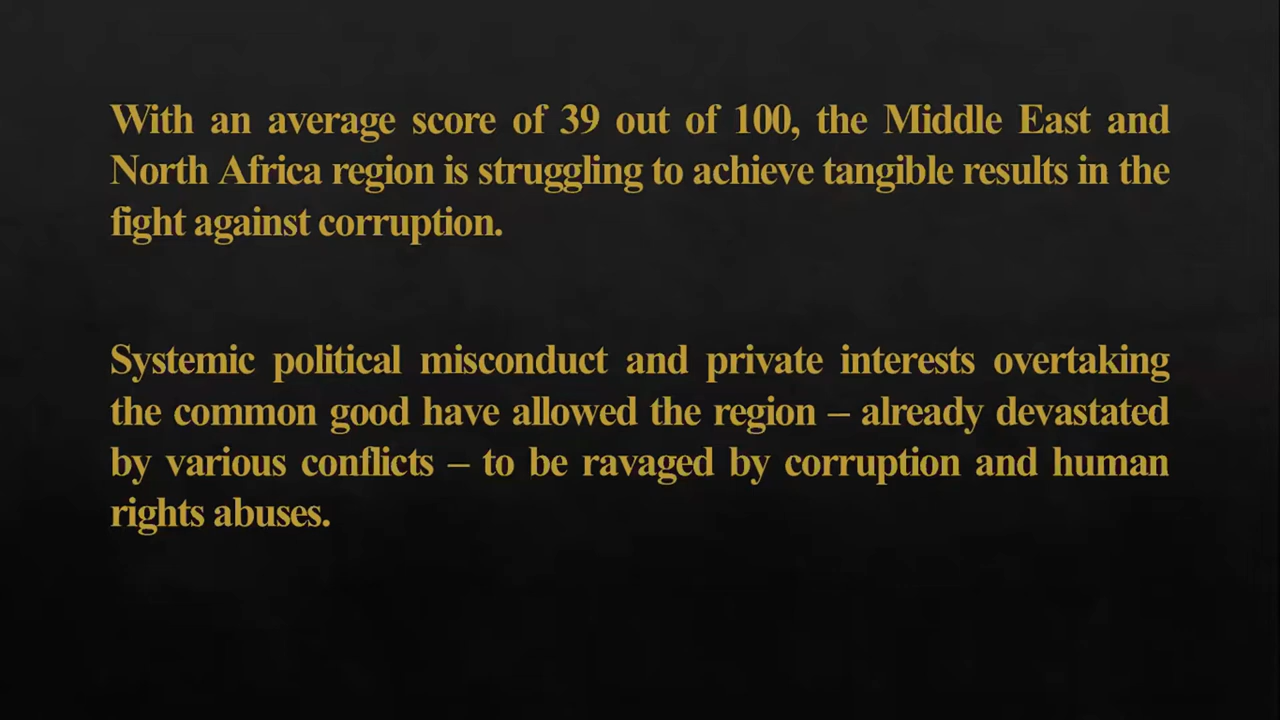 With an average score of 39 out of 100, the Middle East and
North Africa region is struggling to achieve tangible results in the
fight against corruption.
Systemic political misconduct and private interests overtaking
the common good have allowed the region – already devastated
by various conflicts – to be ravaged by corruption and human
rights abuses.